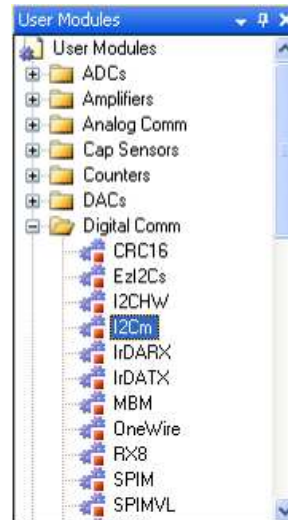 User Modules
User Modules
ADCs
Amplifiers
Analog Comm
Cap Sensors
Counters
DACs
Digital Comm
CRC16
EzI2Cs
I2CHW
I2Cm
IrDARX
IrDATX
MBM
OneWire
RX8
SPIM
SPIMVL